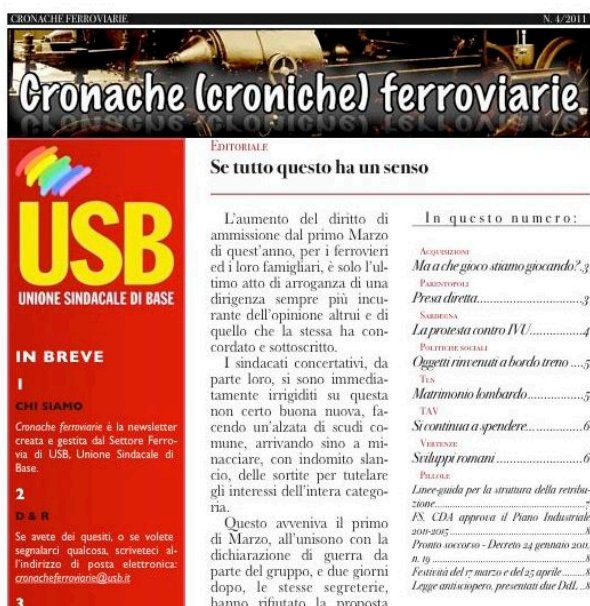 CRONACHE FERROVIARIE
N. 4/2011
Cronache (croniche) ferroviarie
USB
UNIONE SINDACALE DI BASE
IN BREVE
1
CHI SIAMO
Cronache ferroviarie è la newsletter
creata e gestita dal Settore Ferro-
via di USB, Unione Sindacale di
Base.
2
D & R
Se avete dei quesiti, o se volete
segnalarci qualcosa, scriveteci al-
l'indirizzo di posta elettronica:
cronacheferroviarie@usb.it
3
EDITORIALE
Se tutto questo ha un senso
L'aumento del diritto di
ammissione dal primo Marzo
di quest'anno, per i ferrovieri
ed i loro famigliari, è solo l'ul-
timo atto di arroganza di una
dirigenza sempre più incu-
rante dell'opinione altrui e di
quello che la stessa ha con-
cordato e sottoscritto.
I sindacati concertativi, da
parte loro, si sono immedia-
tamente irrigiditi su questa
non certo buona nuova, fa-
cendo un'alzata di scudi co-
mune, arrivando sino a mi-
nacciare, con indomito slan-
cio, delle sortite per tutelare
gli interessi dell'intera catego-
ria.
Questo avveniva il primo
di Marzo, all'unisono con la
dichiarazione di guerra da
parte del gruppo, e due giorni
dopo, le stesse segreterie,
hanno rifiutato la proposta
In questo numero:
ACQUISIZIONI
Ma a che gioco stiamo giocando?.3
PARENTOPOLI
Presa diretta.......................3
SARDEGNA
La protesta contro IVU............4
POLITICHE SOCIALI
Oggetti rinvenuti a bordo treno ....5
TLN
Matrimonio lombardo..............5
TAV
Si continua a spendere.............6
VERTENZE
Sviluppi romani ....................6
PILLOLE
Linee-guida per la struttura della retribu-
zione..............................7
FS, CDA approva il Piano Industriale
2011-2015..........................8
Pronto soccorso - Decreto 24 gennaio 2011,
n. 19 ..............................8
Festività del 17 marzo e del 25 aprile ........8
Legge antisciopero, presentati due DdL ...8